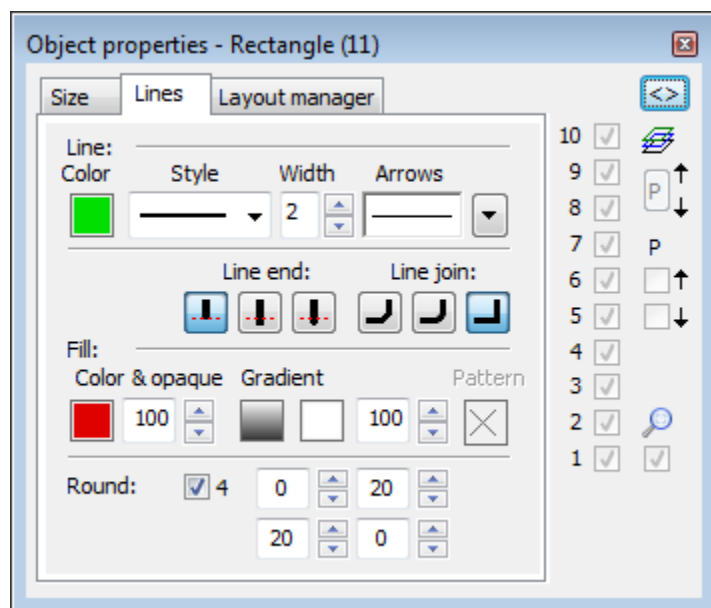 Object properties - Rectangle (11)
Size Lines Layout manager
<>
Line:
Color Style Width Arrows
2
Line end: Line join:
Fill:
Color & opaque Gradient Pattern
100 100
Round: 4 0 20
20 0
10
9
8
7
6
5
4
3
2
1
P
P